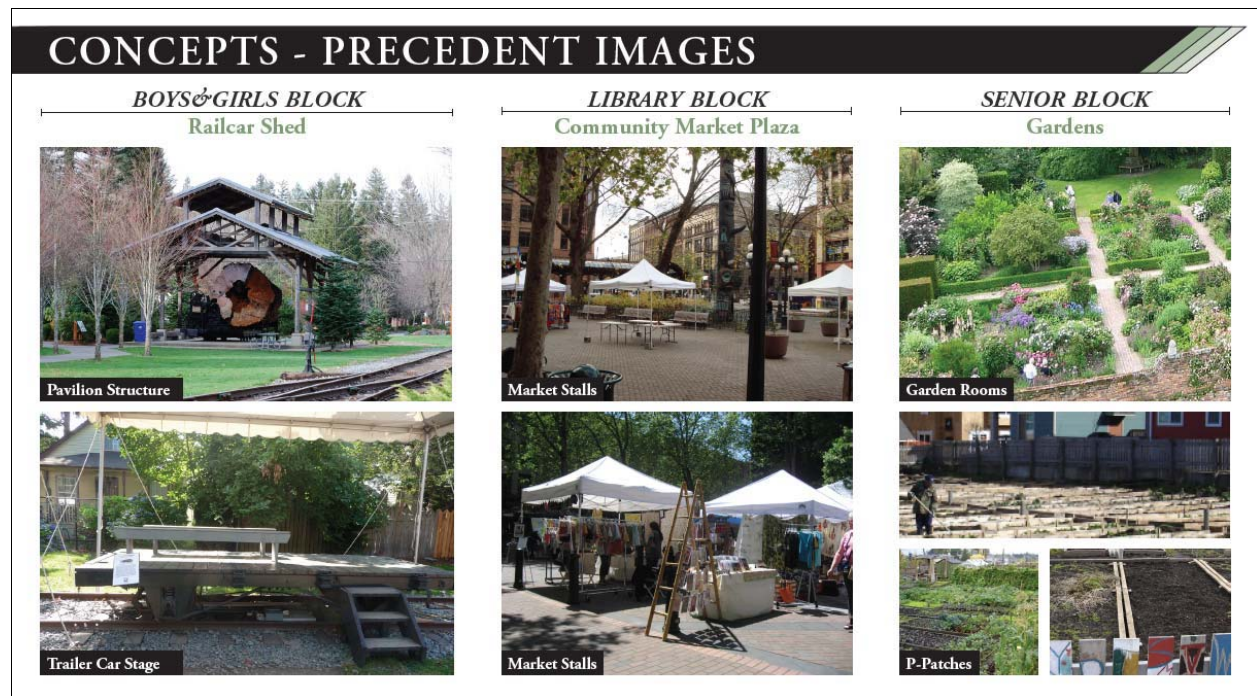 CONCEPTS - PRECEDENT IMAGES
BOYS&GIRLS BLOCK
Railcar Shed
Pavilion Structure
Trailer Car Stage
LIBRARY BLOCK
Community Market Plaza
Market Stalls
Market Stalls
SENIOR BLOCK
Gardens
Garden Rooms
P-Patches